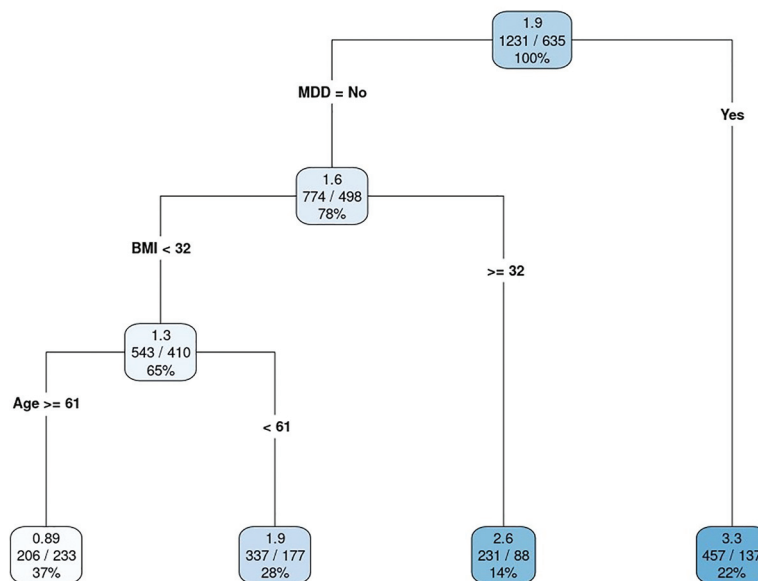 1.9
1231 / 635
100%
MDD = No
Yes
1.6
774 / 498
78%
BMI < 32
>= 32
1.3
543 / 410
65%
Age >= 61
< 61
0.89
206 / 233
37%
1.9
337 / 177
28%
2.6
231 / 88
14%
3.3
457 / 137
22%